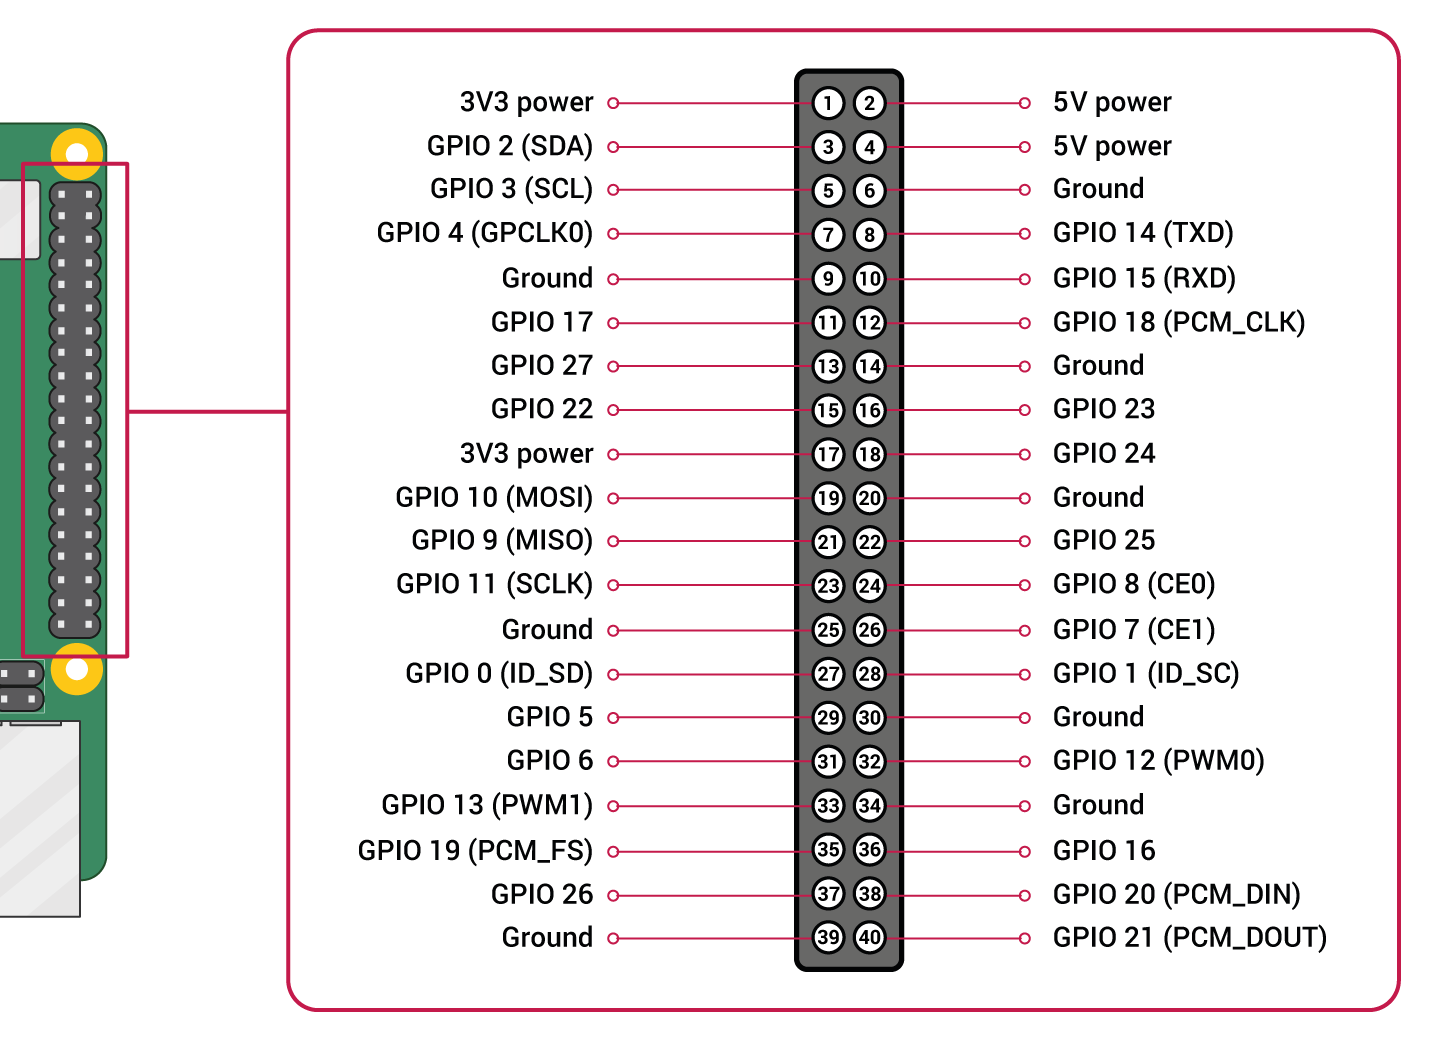 3V3 power 1 2 5V power
GPIO 2 (SDA) 3 4 5V power
GPIO 3 (SCL) 5 6 Ground
GPIO 4 (GPCLK0) 7 8 GPIO 14 (TXD)
Ground 9 10 GPIO 15 (RXD)
GPIO 17 11 12 GPIO 18 (PCM_CLK)
GPIO 27 13 14 Ground
GPIO 22 15 16 GPIO 23
3V3 power 17 18 GPIO 24
GPIO 10 (MOSI) 19 20 Ground
GPIO 9 (MISO) 21 22 GPIO 25
GPIO 11 (SCLK) 23 24 GPIO 8 (CE0)
Ground 25 26 GPIO 7 (CE1)
GPIO 0 (ID_SD) 27 28 GPIO 1 (ID_SC)
GPIO 5 29 30 Ground
GPIO 6 31 32 GPIO 12 (PWM0)
GPIO 13 (PWM1) 33 34 Ground
GPIO 19 (PCM_FS) 35 36 GPIO 16
GPIO 26 37 38 GPIO 20 (PCM_DIN)
Ground 39 40 GPIO 21 (PCM_DOUT)